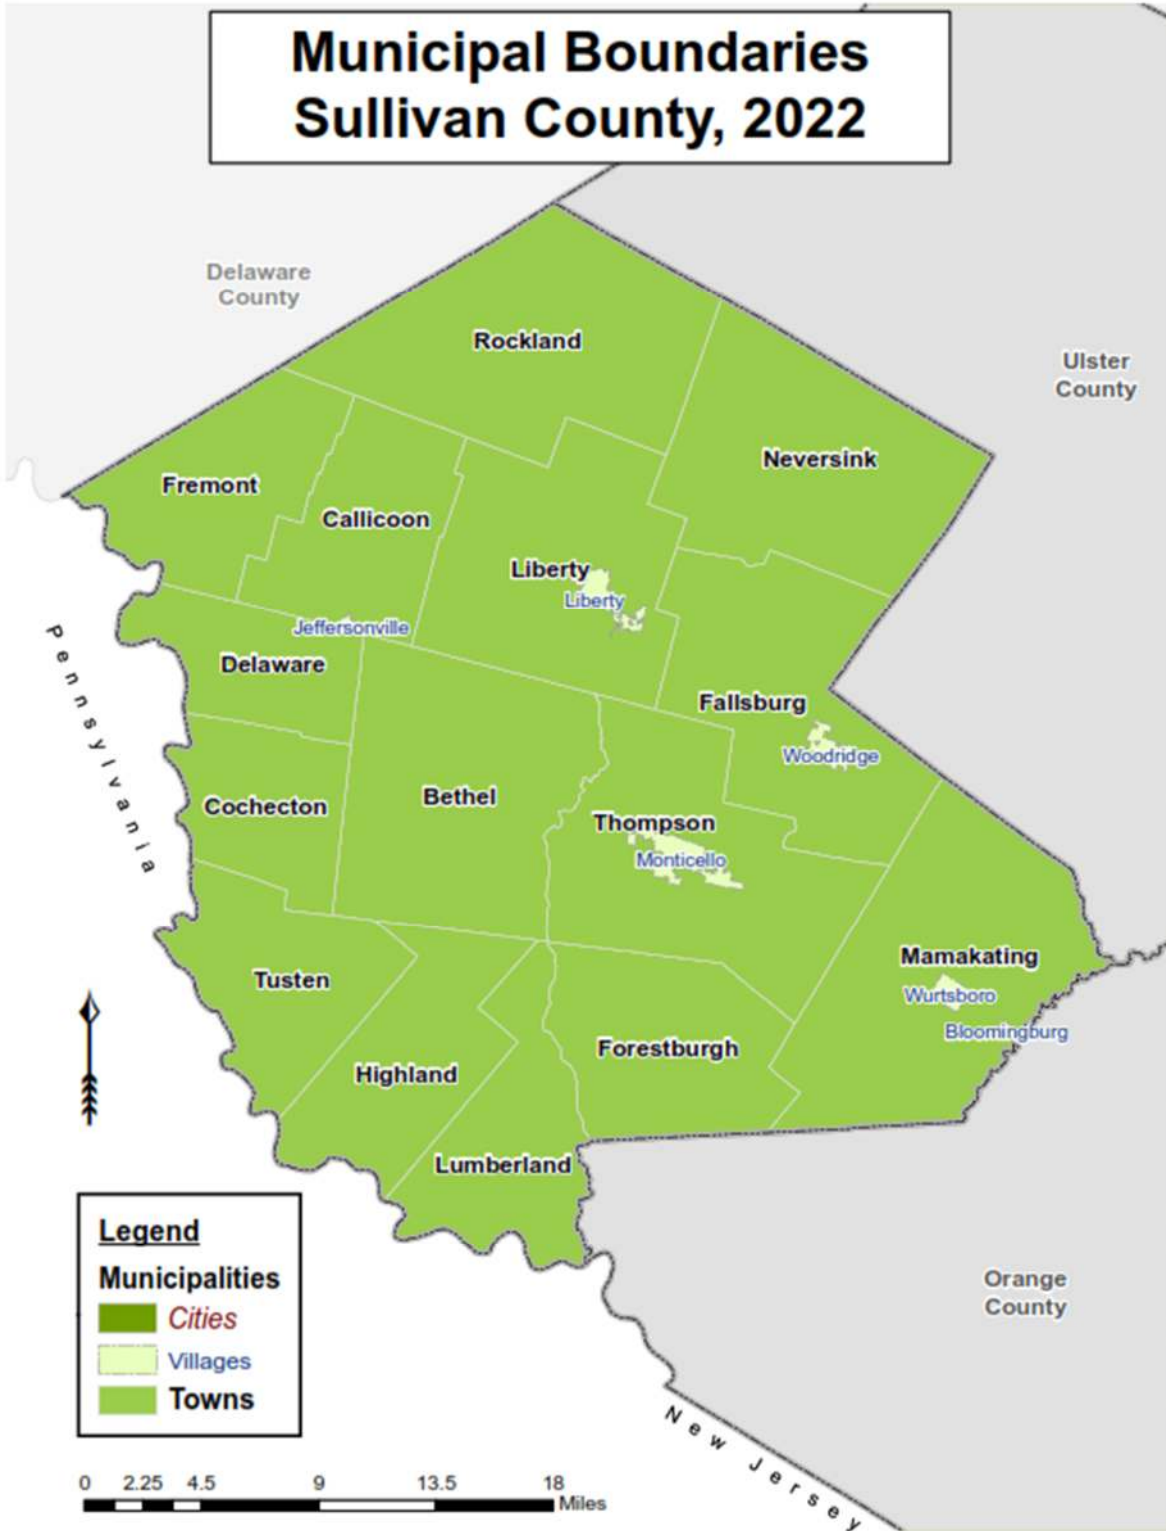 Municipal Boundaries
Sullivan County, 2022
Delaware
County
Rockland
Ulster
County
Neversink
Fremont
Callicoon
Liberty
Liberty
Jeffersonville
Pennsylvania
Delaware
Fallsburg
Woodridge
Bethel
Cochecton
Thompson
Monticello
Mamakating
Tusten
Wurtsboro
Bloomingburg
Forestburgh
Highland
Lumberland
Legend
Municipalities
Cities
Villages
Towns
Orange
County
New Jersey
0 2.25 4.5 9 13.5 18
Miles